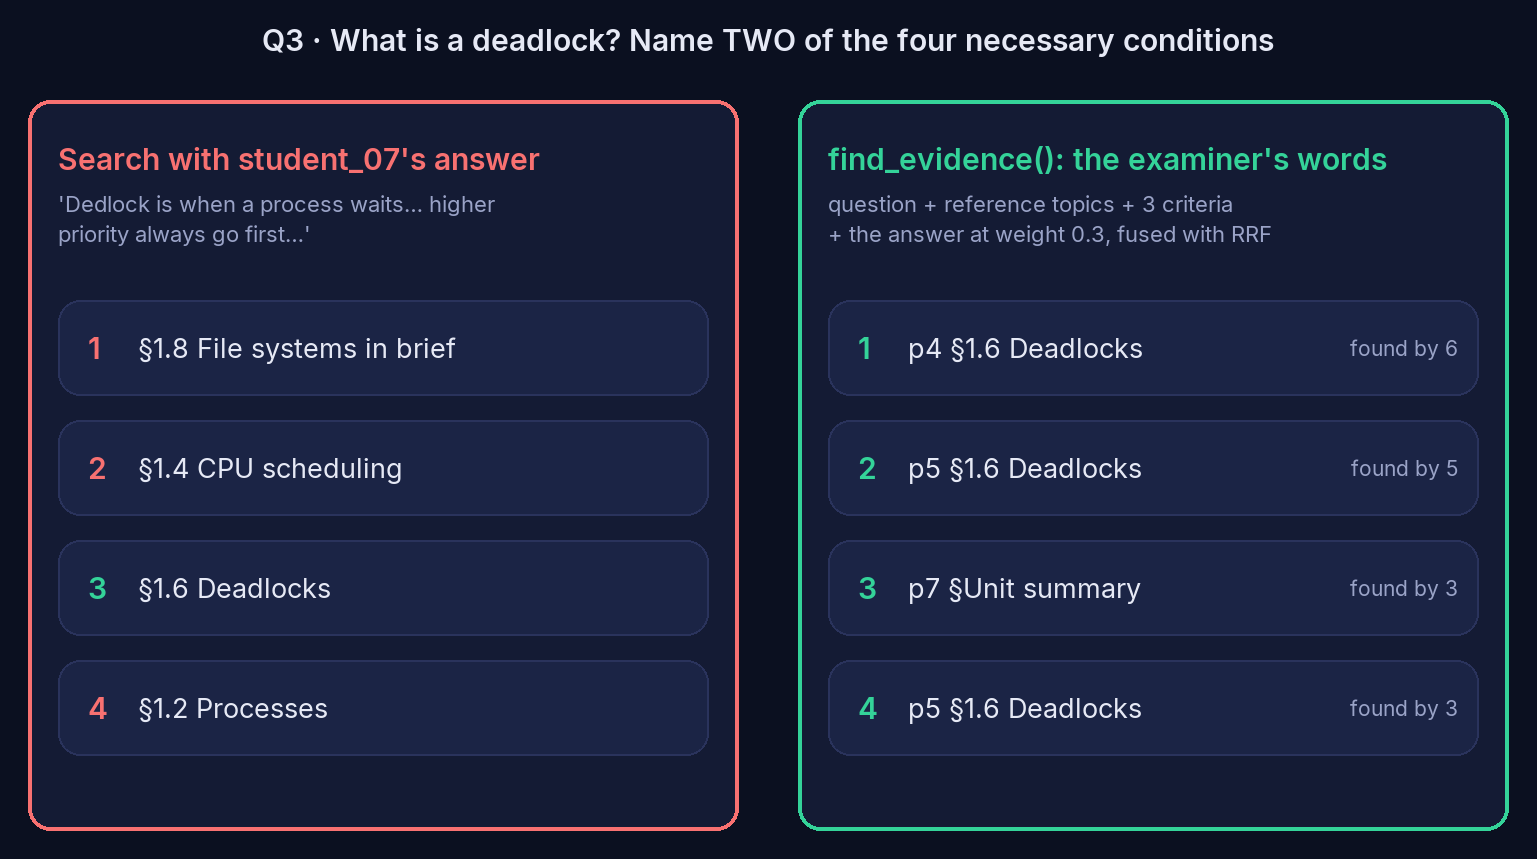 Q3 · What is a deadlock? Name TWO of the four necessary conditions
Search with student_07's answer
'Dedlock is when a process waits... higher
priority always go first...'
1 §1.8 File systems in brief
2 §1.4 CPU scheduling
3 §1.6 Deadlocks
4 §1.2 Processes
find_evidence(): the examiner's words
question + reference topics + 3 criteria
+ the answer at weight 0.3, fused with RRF
1 p4 §1.6 Deadlocks found by 6
2 p5 §1.6 Deadlocks found by 5
3 p7 §Unit summary found by 3
4 p5 §1.6 Deadlocks found by 3